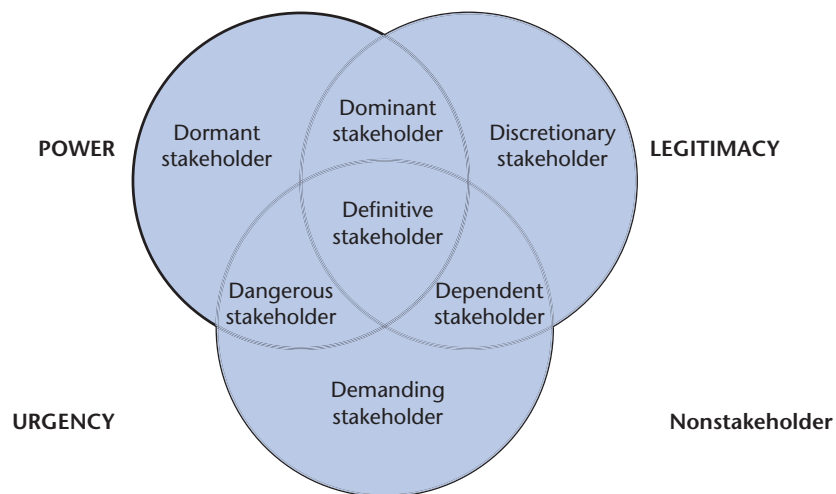 POWER
Dormant
stakeholder
Dominant
stakeholder
Discretionary
stakeholder
LEGITIMACY
Definitive
stakeholder
Dangerous
stakeholder
Dependent
stakeholder
Demanding
stakeholder
URGENCY
Nonstakeholder